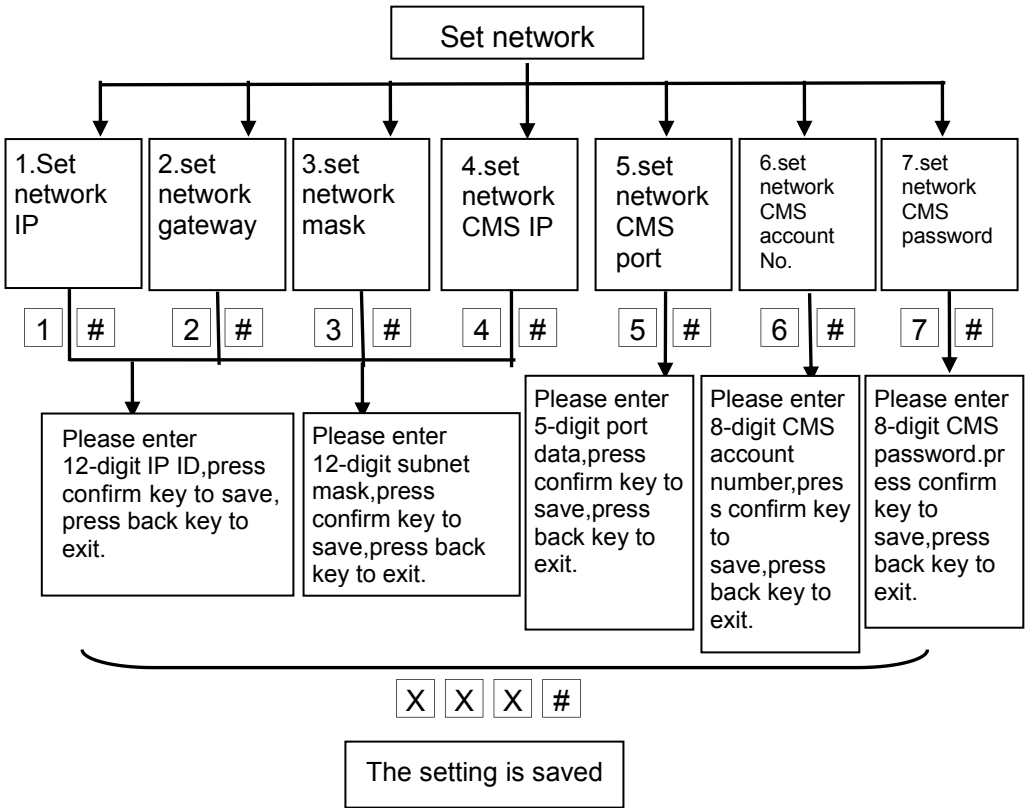 Set network
1.Set
network
IP
2.set
network
gateway
3.set
network
mask
4.set
network
CMS IP
5.set
network
CMS
port
6.set
network
CMS
account
No.
7.set
network
CMS
password
1 #
2 #
3 #
4 #
5 #
6 #
7 #
Please enter
12-digit IP ID,press
confirm key to save,
press back key to
exit.
Please enter
12-digit subnet
mask,press
confirm key to
save,press back
key to exit.
Please enter
5-digit port
data,press
confirm key to
save,press
back key to
exit.
Please enter
8-digit CMS
account
number,pres
s confirm key
to
save,press
back key to
exit.
Please enter
8-digit CMS
password.pr
ess confirm
key to
save,press
back key to
exit.
X X X #
The setting is saved